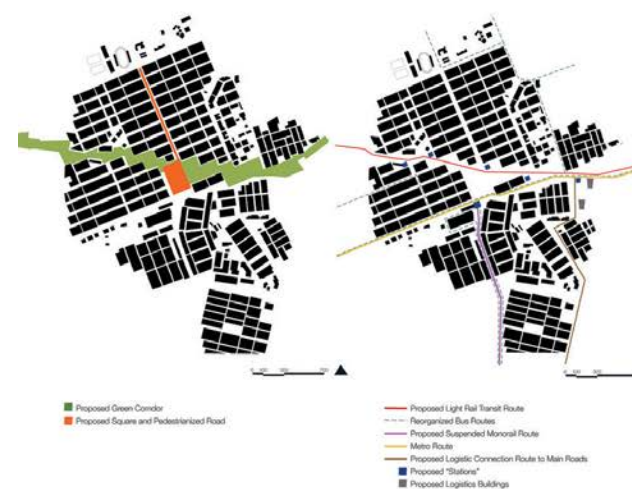 Proposed Green Corridor
Proposed Square and Pedestrianized Road
Proposed Light Rail Transit Route
Reorganized Bus Routes
Proposed Suspended Monorail Route
Metro Route
Proposed Logistic Connection Route to Main Roads
Proposed "Stations"
Proposed Logistics Buildings